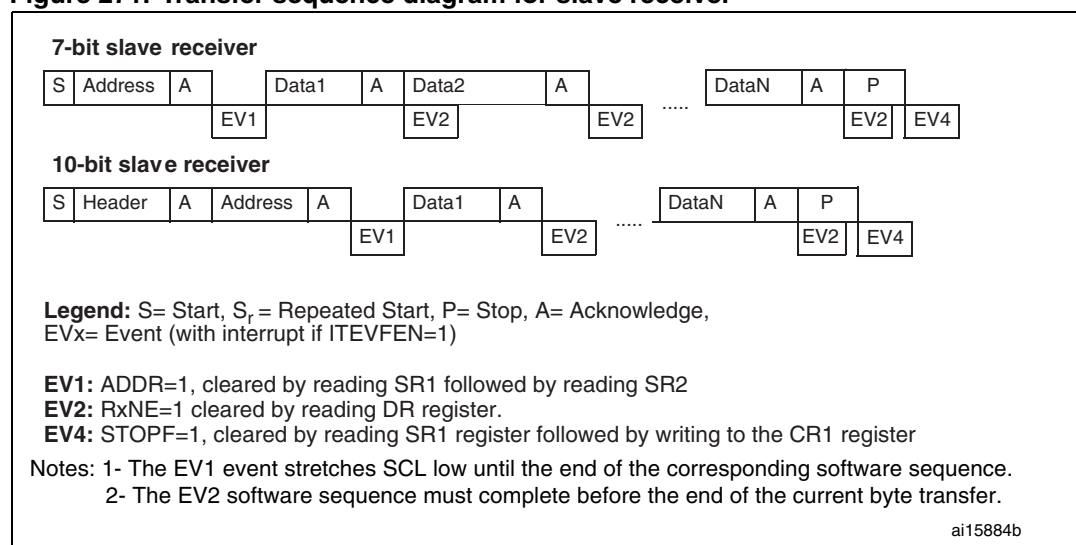 Figure 271. Transfer sequence diagram for slave receiver
7-bit slave receiver
S Address A Data1 A Data2 A ..... DataN A P
EV1 EV2 EV2 EV2 EV4
10-bit slave receiver
S Header A Address A Data1 A ..... DataN A P
EV1 EV2 EV2 EV4
Legend: S= Start, Sr = Repeated Start, P= Stop, A= Acknowledge,
EVx= Event (with interrupt if ITEVFEN=1)
EV1: ADDR=1, cleared by reading SR1 followed by reading SR2
EV2: RxNE=1 cleared by reading DR register.
EV4: STOPF=1, cleared by reading SR1 register followed by writing to the CR1 register
Notes: 1- The EV1 event stretches SCL low until the end of the corresponding software sequence.
2- The EV2 software sequence must complete before the end of the current byte transfer.
ai15884b